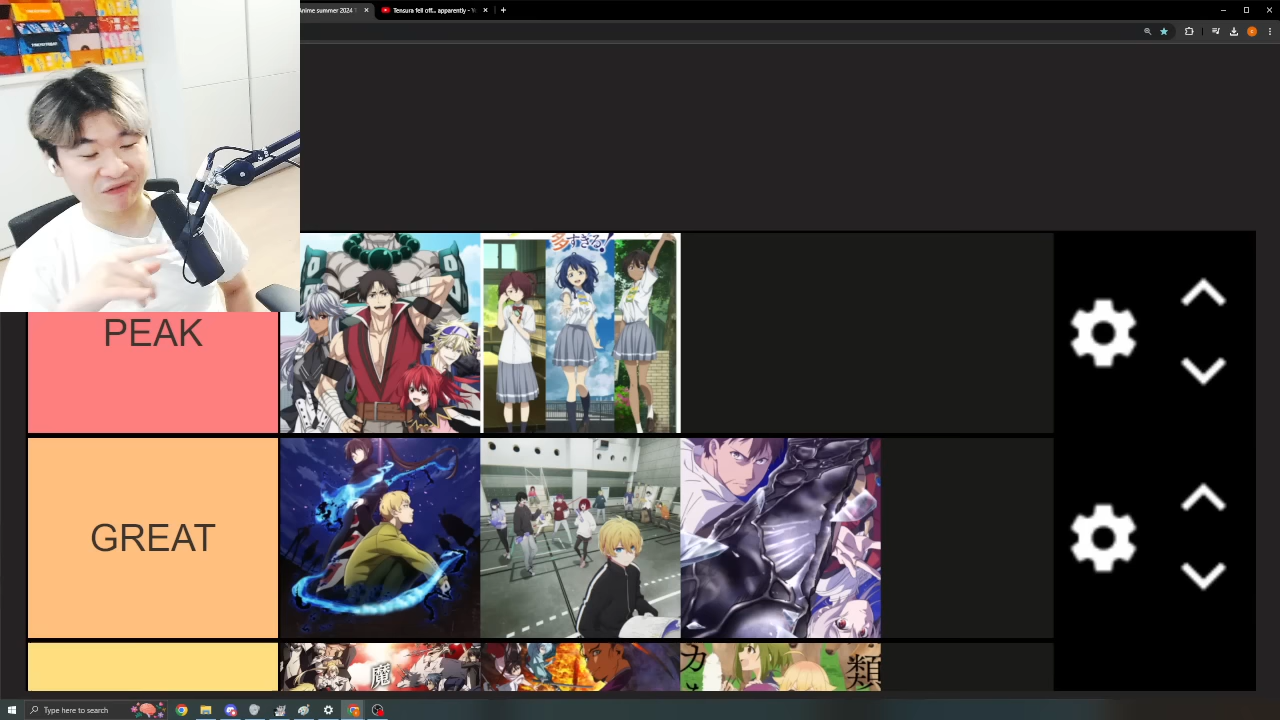 Anime summer 2024 T
Tensura fell off... apparently - Yo
多すぎる!
PEAK
GREAT
魔
カ
類
Type here to search